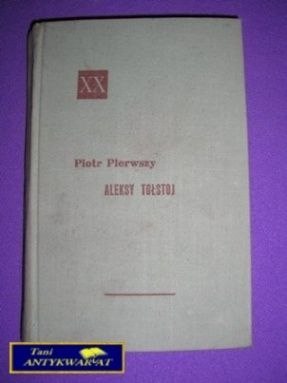 XX
Piotr Pierwszy
ALEKSY TOŁSTOJ
Tani
ANTYKWARIAT